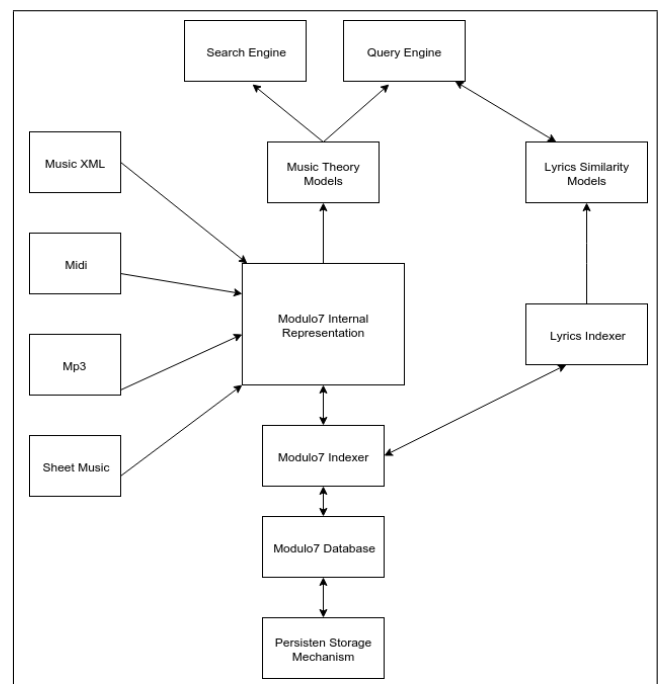 Search Engine
Query Engine
Music XML
Music Theory
Models
Lyrics Similarity
Models
Midi
Modulo7 Internal
Representation
Lyrics Indexer
Mp3
Sheet Music
Modulo7 Indexer
Modulo7 Database
Persisten Storage
Mechanism